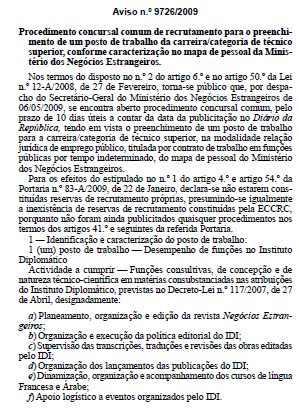 Aviso n.º 9726/2009
Procedimento concursal comum de recrutamento para o preenchi-
mento de um posto de trabalho da carreira/categoria de técnico
superior, conforme caracterização no mapa de pessoal da Minis-
tério dos Negócios Estrangeiros.
Nos termos do disposto no n.º 2 do artigo 6.º e no artigo 50.º da Lei
n.º 12-A/2008, de 27 de Fevereiro, torna-se público que, por despa-
cho do Secretário-Geral do Ministério dos Negócios Estrangeiros de
06/05/2009, se encontra aberto procedimento concursal comum, pelo
prazo de 10 dias úteis a contar da data da publicitação no Diário da
República, tendo em vista o preenchimento de um posto de trabalho
para a carreira/categoria de técnico superior, na modalidade relação
jurídica de emprego público, titulada por contrato de trabalho em funções
públicas por tempo indeterminado, do mapa de pessoal do Ministé-
rio dos Negócios Estrangeiros.
Para os efeitos do estipulado no n.º 1 do artigo 4.º e artigo 54.º da
Portaria n.º 83-A/2009, de 22 de Janeiro, declara-se não estarem cons-
tituídas reservas de recrutamento próprias, presumindo-se igualmente
a inexistência de reservas de recrutamento constituídas pela ECCRC,
porquanto não foram ainda publicitados quaisquer procedimentos nos
termos dos artigos 41.º e seguintes da referida Portaria.
1 — Identificação e caracterização do posto de trabalho:
1 (um) posto de trabalho — Desempenho de funções no Instituto
Diplomático
Actividade a cumprir — Funções consultivas, de concepção e de
natureza técnico-científica em matérias consubstanciadas nas atribuições
do Instituto Diplomático, previstas no Decreto-Lei n.º 117/2007, de 27
de Abril, designadamente:
a) Planeamento, organização e edição da revista Negócios Estran-
geiros;
b) Organização e execução da política editorial do IDI;
c) Supervisão das transcrições, traduções e revisões das obras editadas
pelo IDI;
d) Organização dos lançamentos das publicações do IDI;
e) Dinamização, organização e acompanhamento dos cursos de língua
Francesa e Árabe;
f) Apoio logístico a eventos organizados pelo IDI.